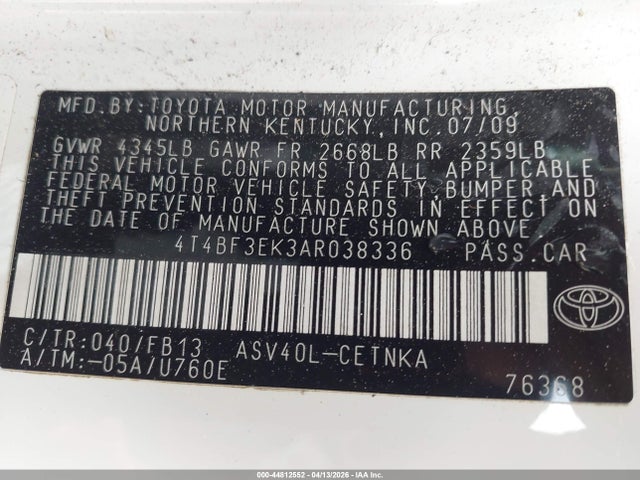 MFD. BY: TOYOTA MOTOR MANUFACTURING,
NORTHERN KENTUCKY, INC. 07/09
GVWR 4345LB GAWR FR 2668LB RR 2359LB
THIS VEHICLE CONFORMS TO ALL APPLICABLE
FEDERAL MOTOR VEHICLE SAFETY, BUMPER AND
THEFT PREVENTION STANDARDS IN EFFECT ON
THE DATE OF MANUFACTURE SHOWN ABOVE.
4T4BF3EK3AR038336 PASS. CAR
C/TR: 040/FB13 ASV40L-CETNKA
A/TM: -05A/U760E
76368
000-44812552 - 04/13/2026 - IAA Inc.